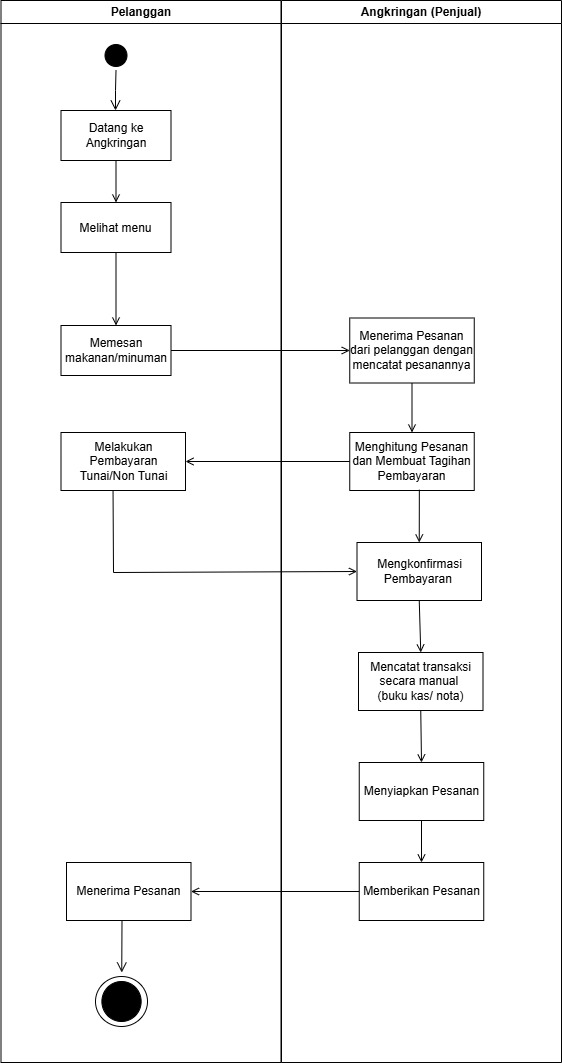 Pelanggan
Angkringan (Penjual)
Datang ke
Angkringan
Melihat menu
Memesan
makanan/minuman
Menerima Pesanan
dari pelanggan dengan
mencatat pesanannya
Melakukan
Pembayaran
Tunai/Non Tunai
Menghitung Pesanan
dan Membuat Tagihan
Pembayaran
Mengkonfirmasi
Pembayaran
Mencatat transaksi
secara manual
(buku kas/ nota)
Menyiapkan Pesanan
Menerima Pesanan
Memberikan Pesanan